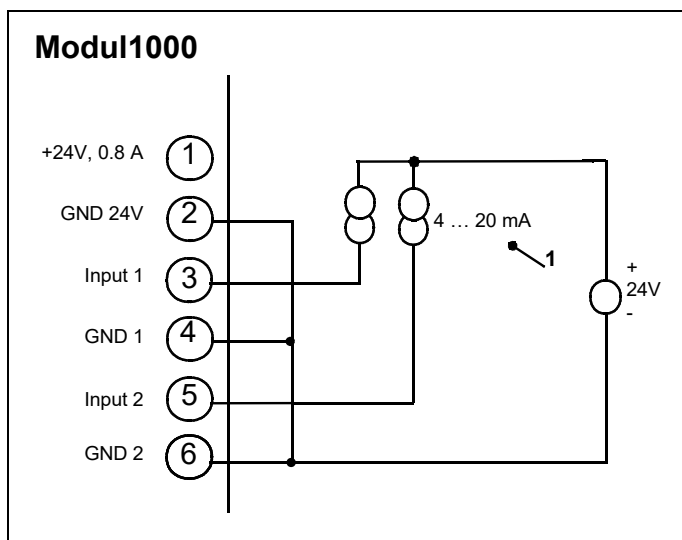 Modul1000
+24V, 0.8 A 1
GND 24V 2
Input 1 3
GND 1 4
Input 2 5
GND 2 6
4 … 20 mA
1
+
24V
-